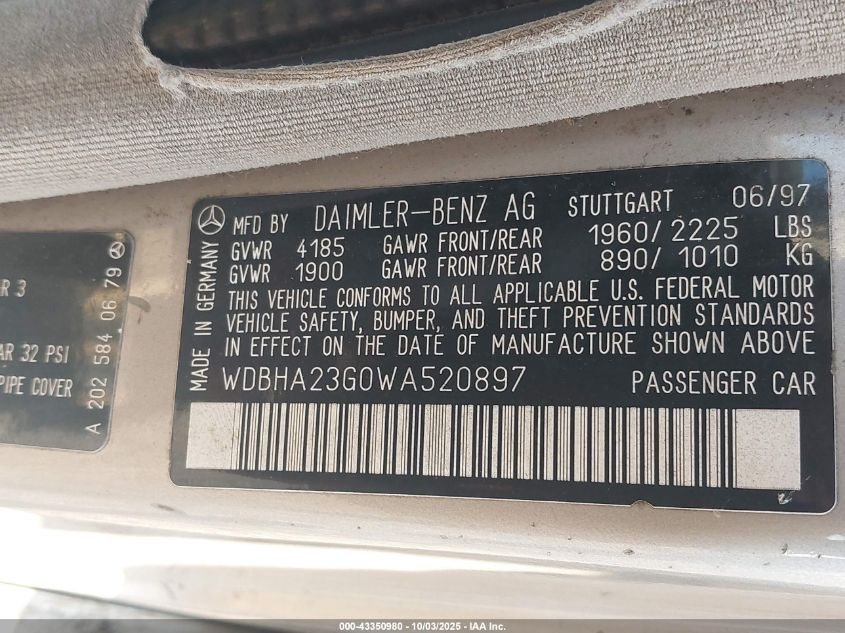 R 3
AR 32 PSI
PIPE COVER
A 202 584 06 79
MADE IN GERMANY
MFD BY DAIMLER-BENZ AG STUTTGART 06/97
GVWR 4185 GAWR FRONT/REAR 1960/2225 LBS
GVWR 1900 GAWR FRONT/REAR 890/1010 KG
THIS VEHICLE CONFORMS TO ALL APPLICABLE U.S. FEDERAL MOTOR
VEHICLE SAFETY, BUMPER, AND THEFT PREVENTION STANDARDS
IN EFFECT ON THE DATE OF MANUFACTURE SHOWN ABOVE
WDBHA23G0WA520897 PASSENGER CAR
000-43350980 - 10/03/2025 - IAA Inc.